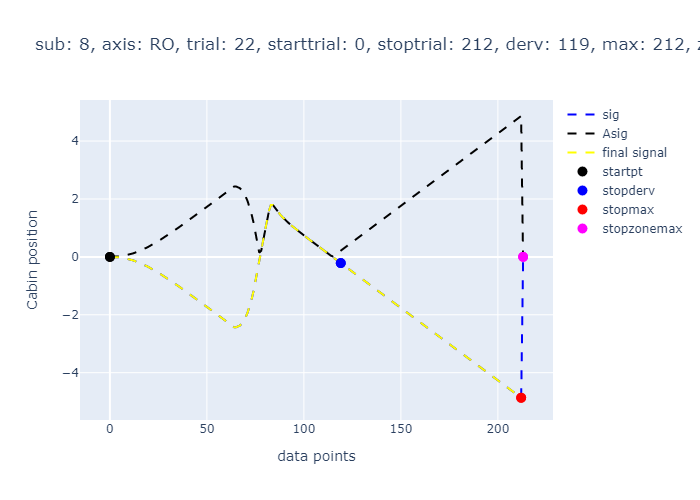 sub: 8, axis: RO, trial: 22, starttrial: 0, stoptrial: 212, derv: 119, max: 212,
sig
Asig
final signal
startpt
stopderv
stopmax
stopzonemax
4
2
0
−2
−4
Cabin position
0
50
100
150
200
data points